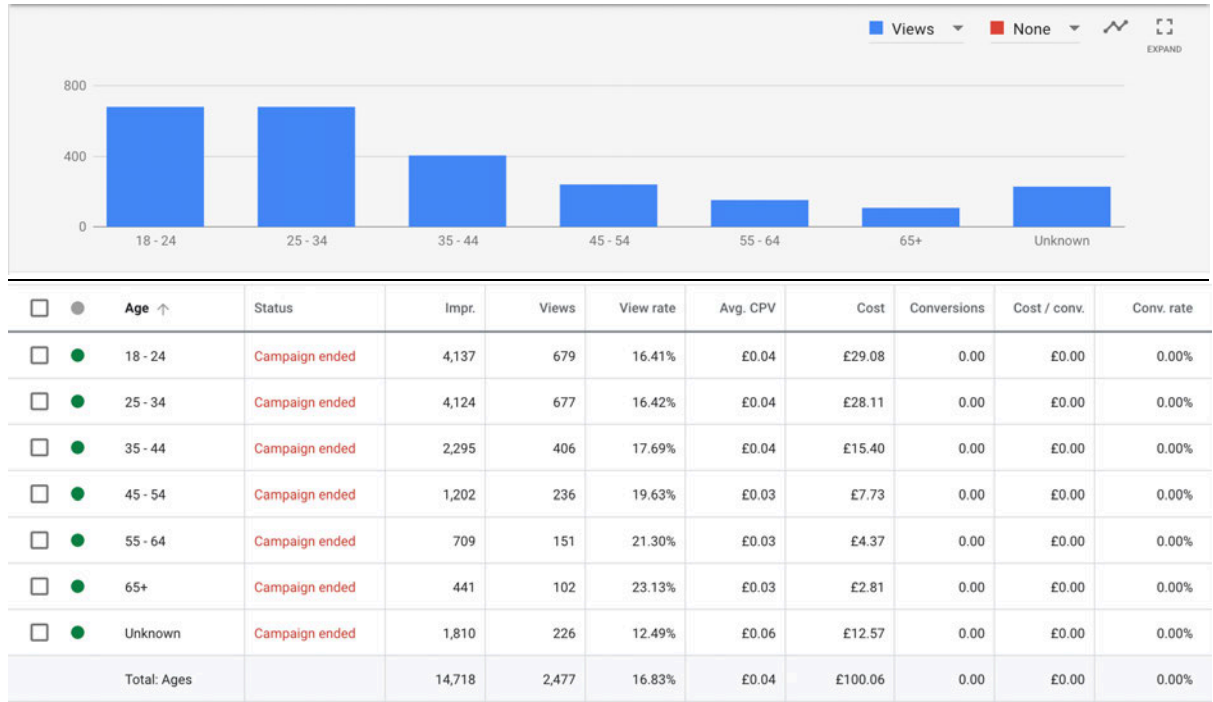 Views None
EXPAND
800
400
0
18 - 24 25 - 34 35 - 44 45 - 54 55 - 64 65+ Unknown
Age ↑ Status Impr. Views View rate Avg. CPV Cost Conversions Cost / conv. Conv. rate
18 - 24 Campaign ended 4,137 679 16.41% £0.04 £29.08 0.00 £0.00 0.00%
25 - 34 Campaign ended 4,124 677 16.42% £0.04 £28.11 0.00 £0.00 0.00%
35 - 44 Campaign ended 2,295 406 17.69% £0.04 £15.40 0.00 £0.00 0.00%
45 - 54 Campaign ended 1,202 236 19.63% £0.03 £7.73 0.00 £0.00 0.00%
55 - 64 Campaign ended 709 151 21.30% £0.03 £4.37 0.00 £0.00 0.00%
65+ Campaign ended 441 102 23.13% £0.03 £2.81 0.00 £0.00 0.00%
Unknown Campaign ended 1,810 226 12.49% £0.06 £12.57 0.00 £0.00 0.00%
Total: Ages 14,718 2,477 16.83% £0.04 £100.06 0.00 £0.00 0.00%